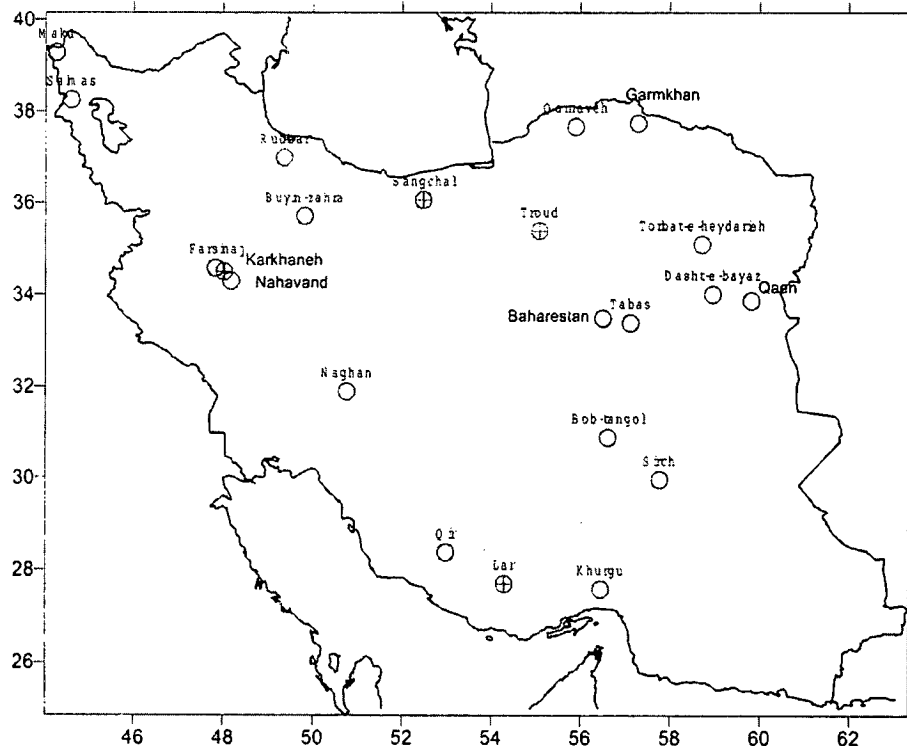 40
Maku
Salmas
38
Qarnaveh
Garmkhan
Rudbar
36
Sangchal
Buyin-zahra
Troud
Torbat-e-heydarieh
Farsinaj
Karkhaneh
Nahavand
Dasht-e-bayaz
Qaen
34
Baharestan
Tabas
32
Naghan
Bob-tangol
30
Sirch
Qir
28
Lar
Khurgu
26
46 48 50 52 54 56 58 60 62